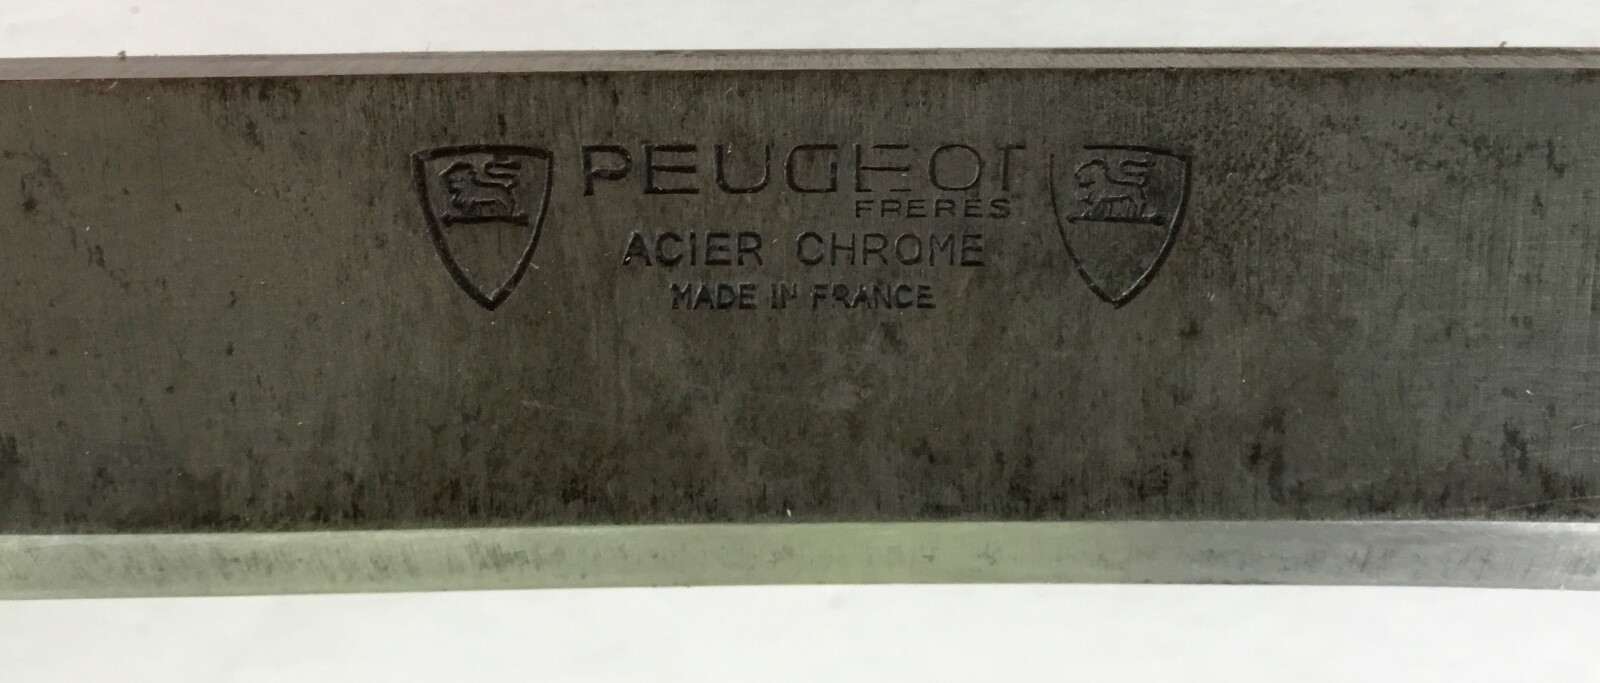 PEUGEOT
FRERES
ACIER CHROME
MADE IN FRANCE